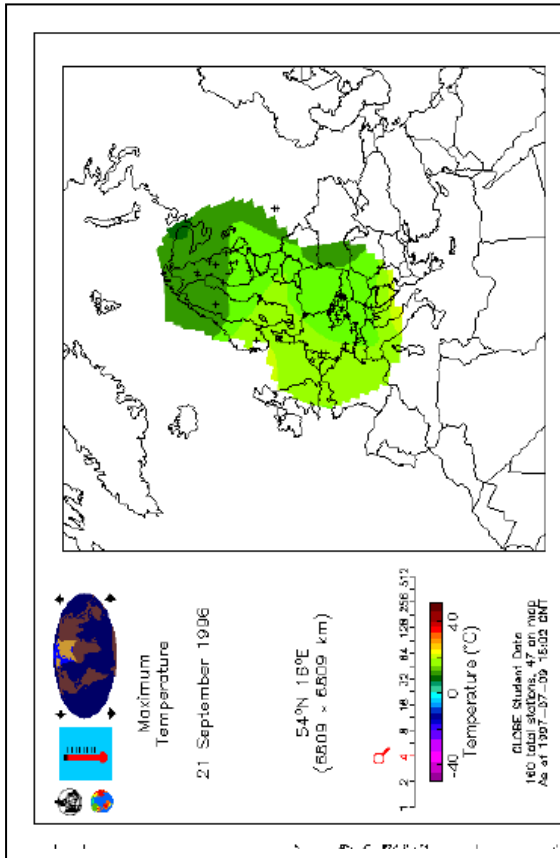 Maximum
Temperature
21 September 1996
54°N 16°E
(6609 x 6609 km)
1 2 4 8 16 32 64 128 256 512
-40 0 40
Temperature (°C)
GLOBE Student Data
160 total stations, 47 on map
As of 1997-07-09 15:02 GMT